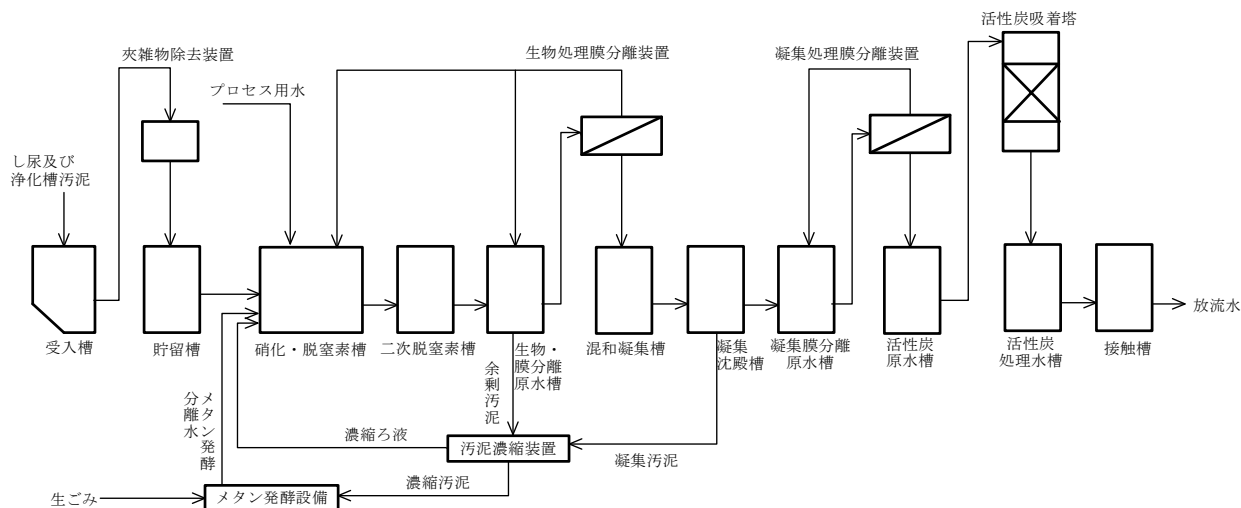 活性炭吸着塔
夾雑物除去装置
生物処理膜分離装置
凝集処理膜分離装置
プロセス用水
し尿及び
浄化槽汚泥
放流水
受入槽
貯留槽
硝化・脱窒素槽
二次脱窒素槽
生物・
膜分離
原水槽
混和凝集槽
凝集
沈殿槽
凝集膜分離
原水槽
活性炭
原水槽
活性炭
処理水槽
接触槽
余剰汚泥
メタン発酵
分離水
濃縮ろ液
汚泥濃縮装置
凝集汚泥
濃縮汚泥
生ごみ
メタン発酵設備